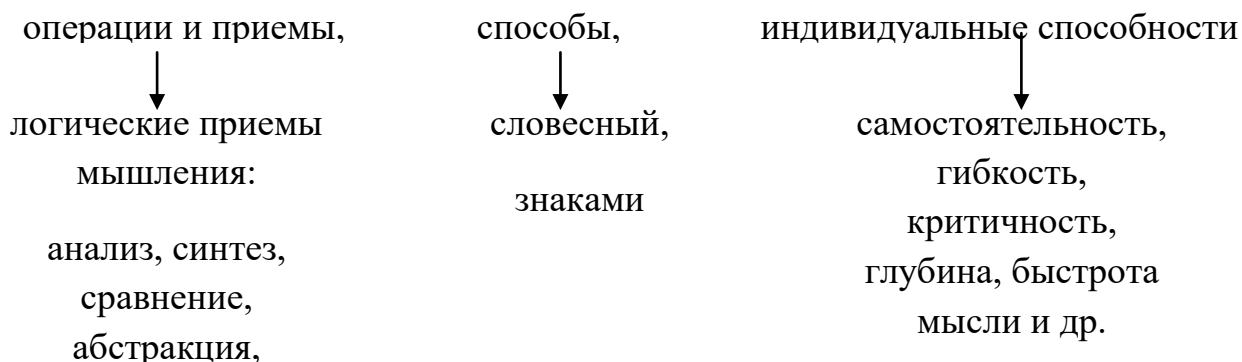 операции и приемы, способы, индивидуальные способности
логические приемы
мышления:
анализ, синтез,
сравнение,
абстракция,
словесный,
знаками
самостоятельность,
гибкость,
критичность,
глубина, быстрота
мысли и др.